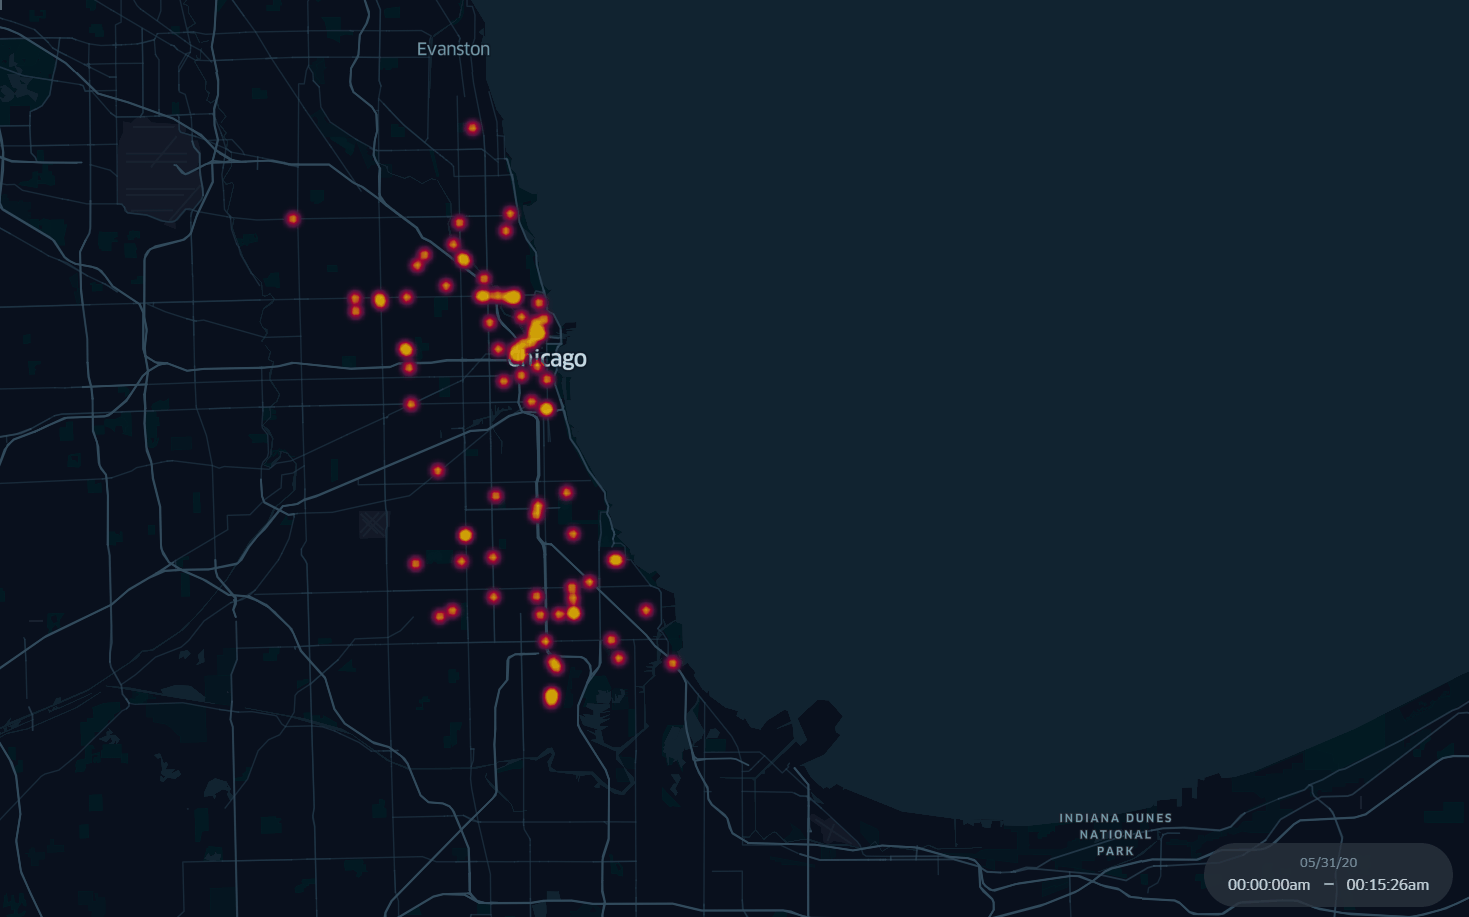 Evanston
Chicago
INDIANA DUNES
NATIONAL
PARK
05/31/20
00:00:00am – 00:15:26am